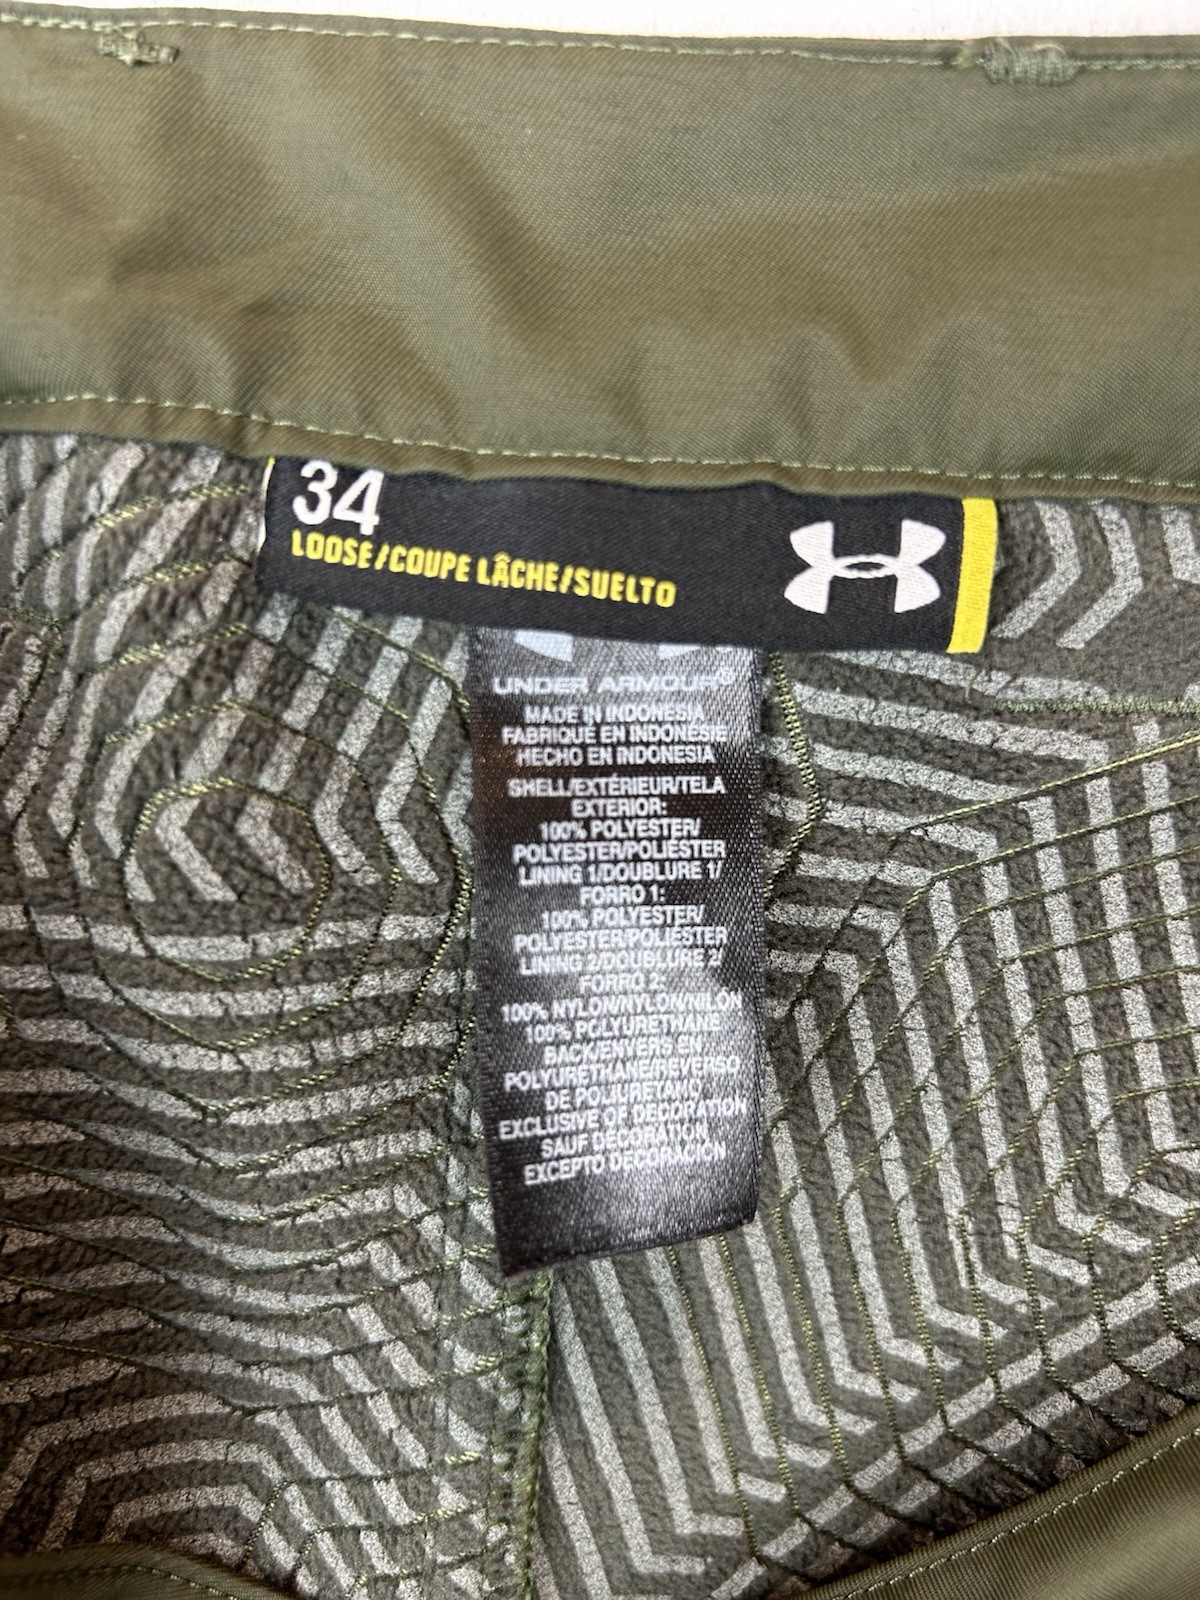 34
LOOSE/COUPE LÂCHE/SUELTO
UNDER ARMOUR®
MADE IN INDONESIA
FABRIQUÉ EN INDONÉSIE
HECHO EN INDONESIA
SHELL/EXTÉRIEUR/TELA
EXTERIOR:
100% POLYESTER/
POLYESTER/POLIÉSTER
LINING 1/DOUBLURE 1/
FORRO 1:
100% POLYESTER/
POLYESTER/POLIÉSTER
LINING 2/DOUBLURE 2/
FORRO 2:
100% NYLON/NYLON/NILÓN
100% POLYURETHANE
BACK/ENVERS EN
POLYURÉTHANE/REVERSO
DE POLIURETANO
EXCLUSIVE OF DECORATION
SAUF DÉCORATION
EXCEPTO DECORACIÓN